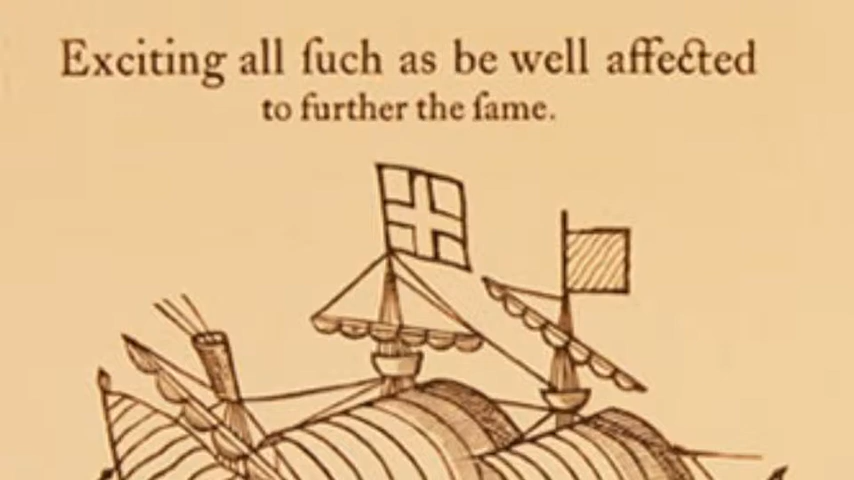 Exciting all ſuch as be well affected
to further the ſame.